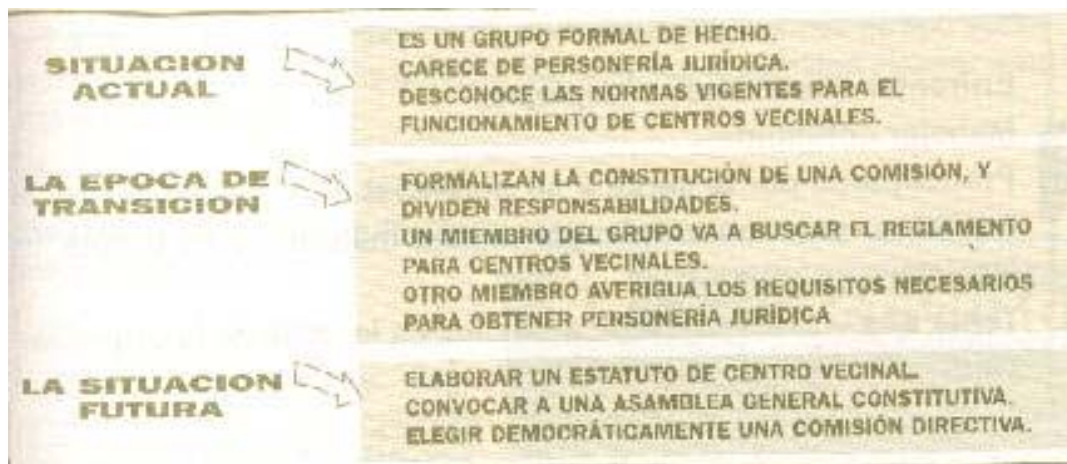 SITUACION
ACTUAL
ES UN GRUPO FORMAL DE HECHO.
CARECE DE PERSONERÍA JURÍDICA.
DESCONOCE LAS NORMAS VIGENTES PARA EL
FUNCIONAMIENTO DE CENTROS VECINALES.
LA EPOCA DE
TRANSICION
FORMALIZAN LA CONSTITUCIÓN DE UNA COMISIÓN, Y
DIVIDEN RESPONSABILIDADES.
UN MIEMBRO DEL GRUPO VA A BUSCAR EL REGLAMENTO
PARA CENTROS VECINALES.
OTRO MIEMBRO AVERIGUA LOS REQUISITOS NECESARIOS
PARA OBTENER PERSONERÍA JURÍDICA
LA SITUACION
FUTURA
ELABORAR UN ESTATUTO DE CENTRO VECINAL.
CONVOCAR A UNA ASAMBLEA GENERAL CONSTITUTIVA.
ELEGIR DEMOCRÁTICAMENTE UNA COMISIÓN DIRECTIVA.